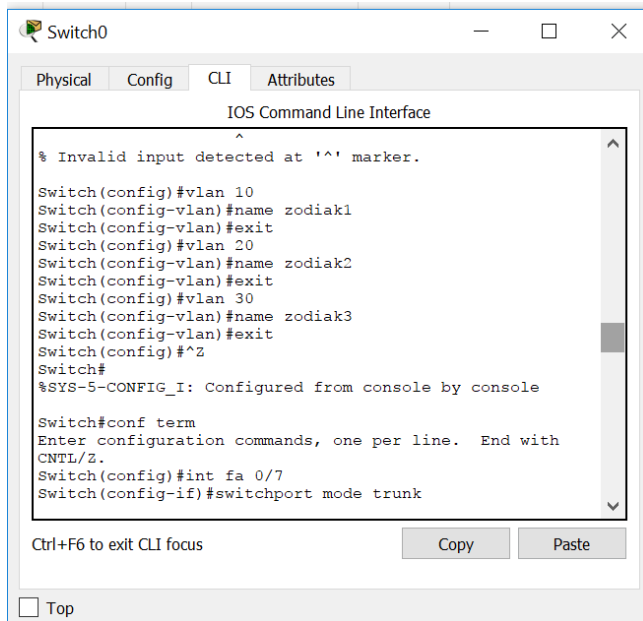 Switch0
Physical Config CLI Attributes
IOS Command Line Interface
^
% Invalid input detected at '^' marker.
Switch(config)#vlan 10
Switch(config-vlan)#name zodiak1
Switch(config-vlan)#exit
Switch(config)#vlan 20
Switch(config-vlan)#name zodiak2
Switch(config-vlan)#exit
Switch(config)#vlan 30
Switch(config-vlan)#name zodiak3
Switch(config-vlan)#exit
Switch(config)#^Z
Switch#
%SYS-5-CONFIG_I: Configured from console by console
Switch#conf term
Enter configuration commands, one per line.  End with
CNTL/Z.
Switch(config)#int fa 0/7
Switch(config-if)#switchport mode trunk
Ctrl+F6 to exit CLI focus Copy Paste
Top